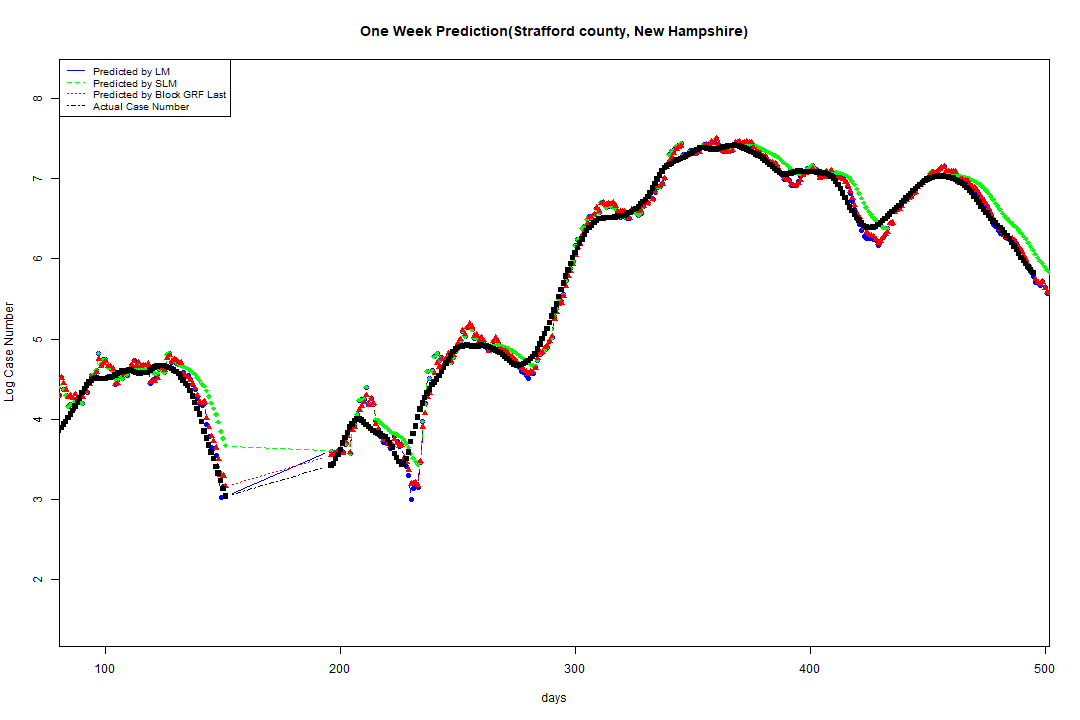 One Week Prediction(Strafford county, New Hampshire)
Predicted by LM
Predicted by SLM
Predicted by Block GRF Last
Actual Case Number
Log Case Number
8
7
6
5
4
3
2
100 200 300 400 500
days